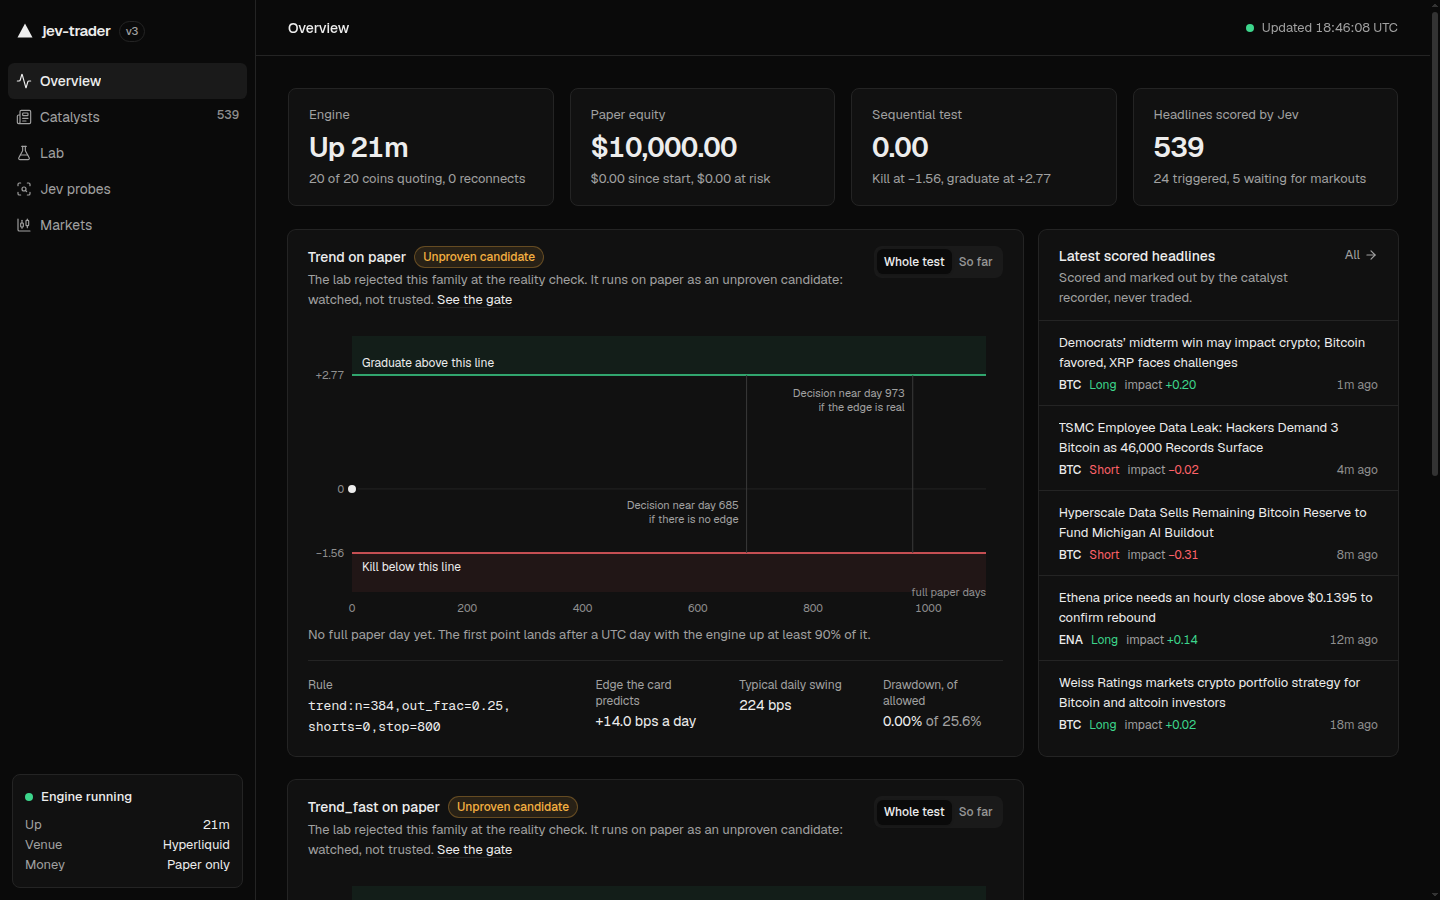 jev-trader v3
Overview
Catalysts 539
Lab
Jev probes
Markets
Engine running
Up 21m
Venue Hyperliquid
Money Paper only
Overview
Updated 18:46:08 UTC
Engine
Up 21m
20 of 20 coins quoting, 0 reconnects
Paper equity
$10,000.00
$0.00 since start, $0.00 at risk
Sequential test
0.00
Kill at −1.56, graduate at +2.77
Headlines scored by Jev
539
24 triggered, 5 waiting for markouts
Trend on paper Unproven candidate
Whole test So far
The lab rejected this family at the reality check. It runs on paper as an unproven candidate:
watched, not trusted. See the gate
Graduate above this line
+2.77
Decision near day 973
if the edge is real
0
Decision near day 685
if there is no edge
−1.56
Kill below this line
full paper days
0 200 400 600 800 1000
No full paper day yet. The first point lands after a UTC day with the engine up at least 90% of it.
Rule
trend:n=384,out_frac=0.25,
shorts=0,stop=800
Edge the card
predicts
+14.0 bps a day
Typical daily swing
224 bps
Drawdown, of
allowed
0.00% of 25.6%
Latest scored headlines
All →
Scored and marked out by the catalyst
recorder, never traded.
Democrats' midterm win may impact crypto; Bitcoin
favored, XRP faces challenges
BTC Long impact +0.20 1m ago
TSMC Employee Data Leak: Hackers Demand 3
Bitcoin as 46,000 Records Surface
BTC Short impact −0.02 4m ago
Hyperscale Data Sells Remaining Bitcoin Reserve to
Fund Michigan AI Buildout
BTC Short impact −0.31 8m ago
Ethena price needs an hourly close above $0.1395 to
confirm rebound
ENA Long impact +0.14 12m ago
Weiss Ratings markets crypto portfolio strategy for
Bitcoin and altcoin investors
BTC Long impact +0.02 18m ago
Trend_fast on paper Unproven candidate
Whole test So far
The lab rejected this family at the reality check. It runs on paper as an unproven candidate:
watched, not trusted. See the gate